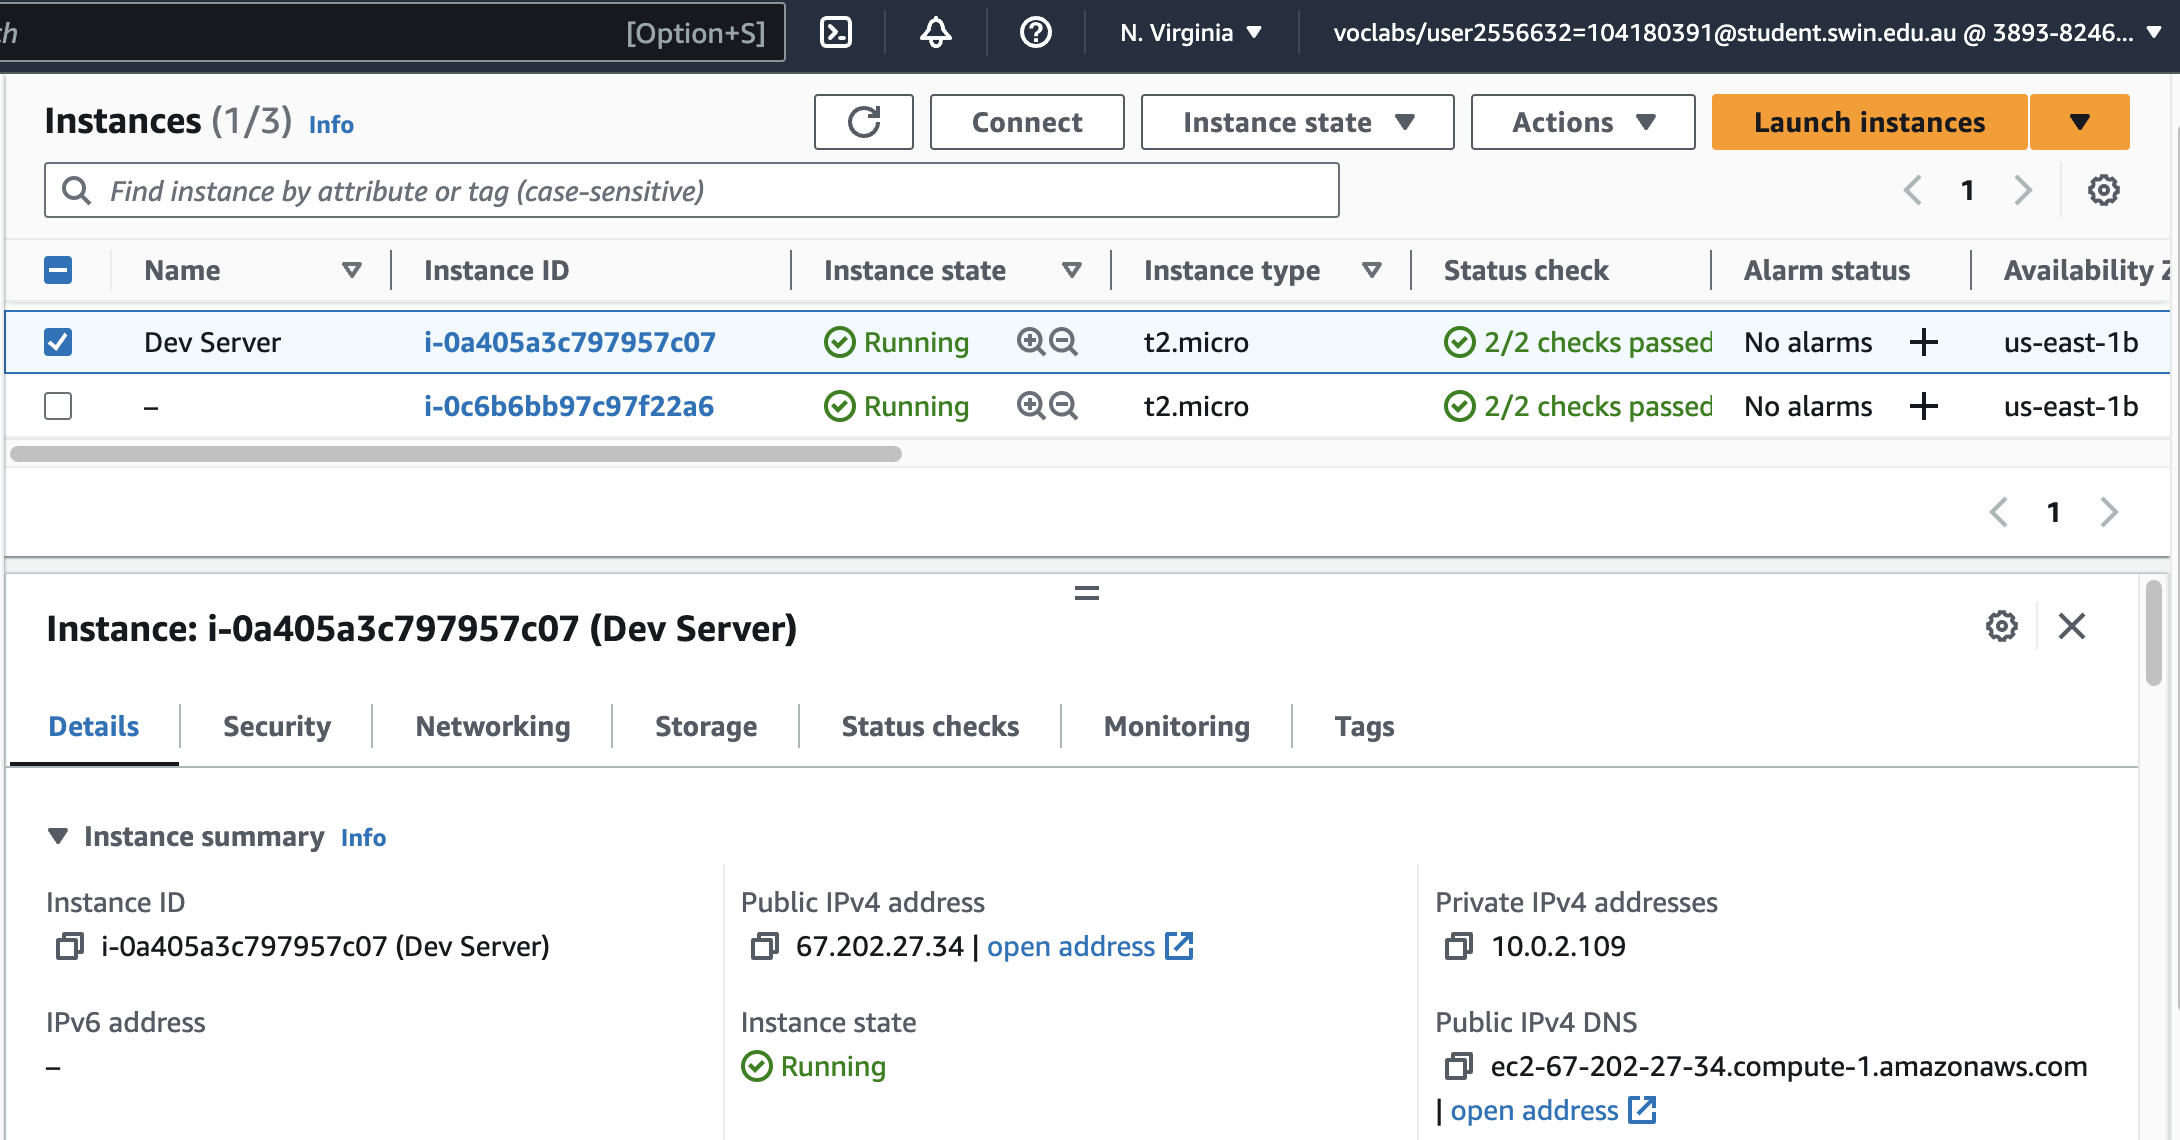 [Option+S]
N. Virginia
voclabs/user2556632=104180391@student.swin.edu.au @ 3893-8246...
Instances (1/3) Info
Connect
Instance state
Actions
Launch instances
Find instance by attribute or tag (case-sensitive)
1
Name
Instance ID
Instance state
Instance type
Status check
Alarm status
Availability Z
Dev Server
i-0a405a3c797957c07
Running
t2.micro
2/2 checks passed
No alarms
us-east-1b
–
i-0c6b6bb97c97f22a6
Running
t2.micro
2/2 checks passed
No alarms
us-east-1b
1
Instance: i-0a405a3c797957c07 (Dev Server)
Details
Security
Networking
Storage
Status checks
Monitoring
Tags
Instance summary Info
Instance ID
i-0a405a3c797957c07 (Dev Server)
Public IPv4 address
67.202.27.34 | open address
Private IPv4 addresses
10.0.2.109
IPv6 address
–
Instance state
Running
Public IPv4 DNS
ec2-67-202-27-34.compute-1.amazonaws.com
| open address